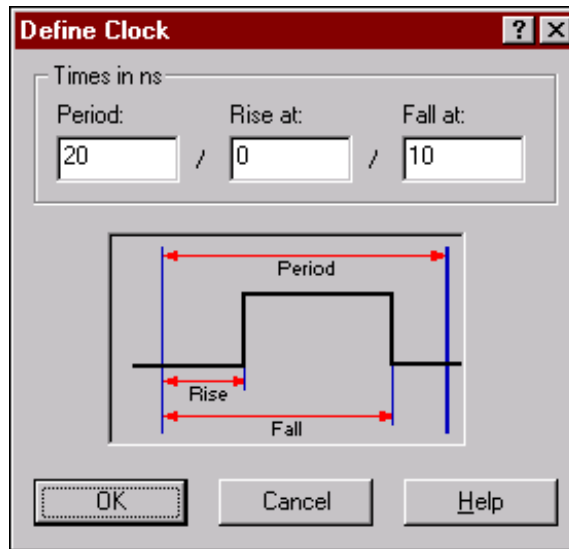 Define Clock
Times in ns
Period: Rise at: Fall at:
20 / 0 / 10
Period
Rise
Fall
OK Cancel Help